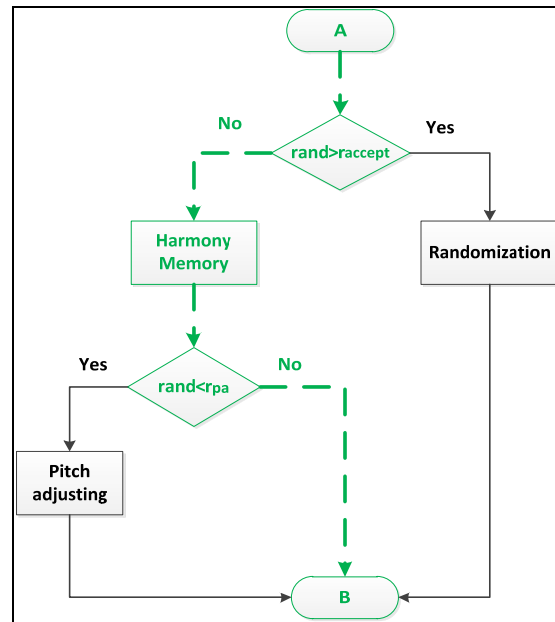 A
No
Yes
rand>raccept
Harmony
Memory
Randomization
Yes
No
rand<rpa
Pitch
adjusting
B